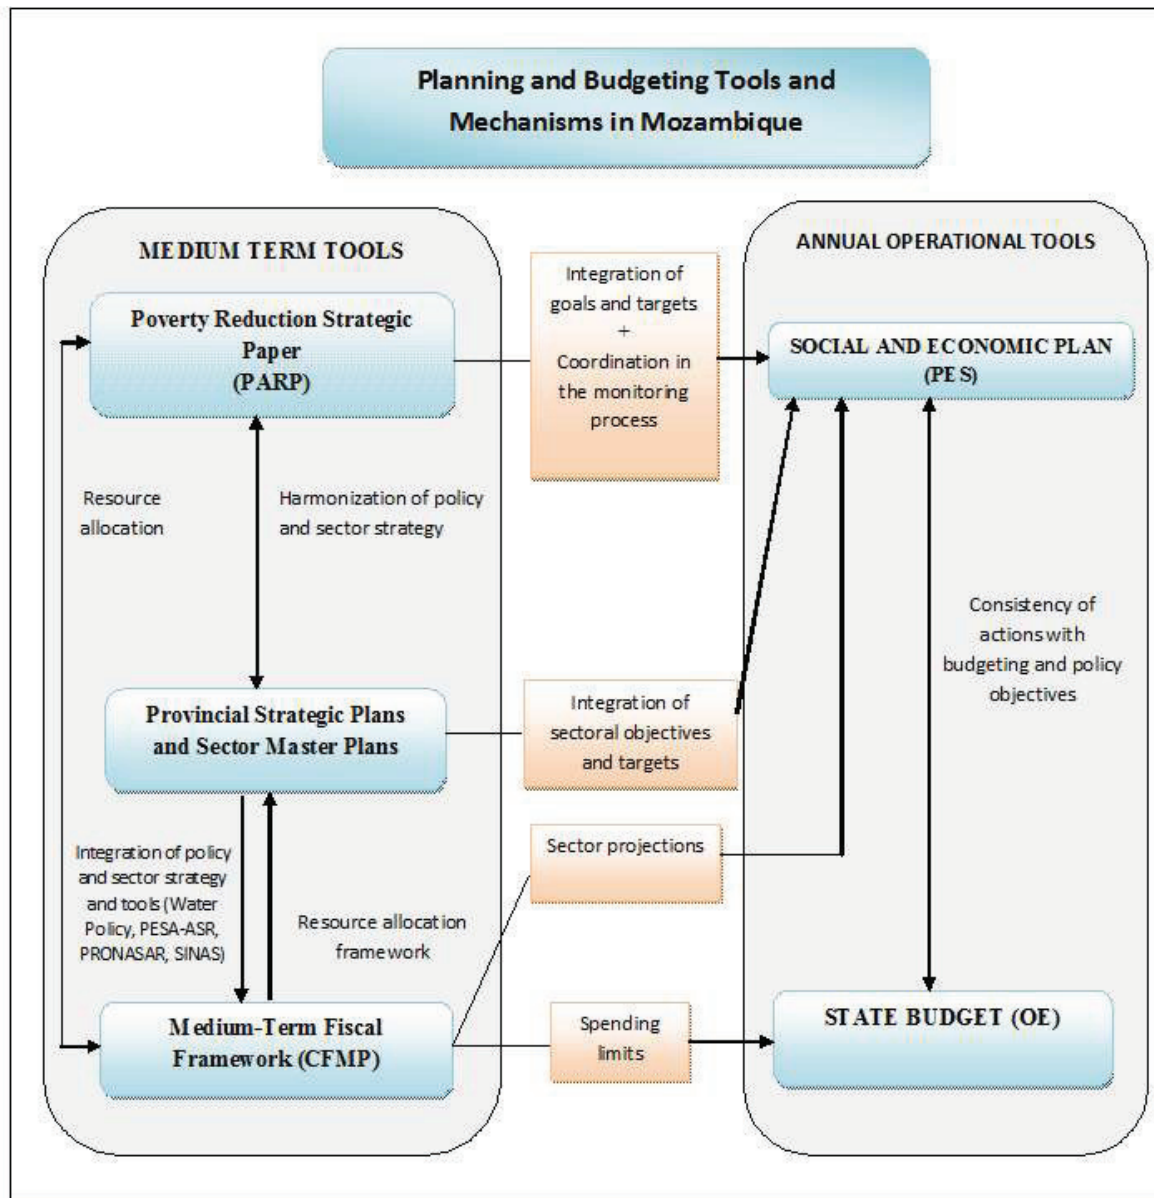 Planning and Budgeting Tools and
Mechanisms in Mozambique
MEDIUM TERM TOOLS
Poverty Reduction Strategic
Paper
(PARP)
Resource
allocation
Harmonization of policy
and sector strategy
Provincial Strategic Plans
and Sector Master Plans
Integration of policy
and sector strategy
and tools (Water
Policy, PESA-ASR,
PRONASAR, SINAS)
Resource allocation
framework
Medium-Term Fiscal
Framework (CFMP)
Integration of
goals and targets
+
Coordination in
the monitoring
process
Integration of
sectoral objectives
and targets
Sector projections
Spending
limits
ANNUAL OPERATIONAL TOOLS
SOCIAL AND ECONOMIC PLAN
(PES)
Consistency of
actions with
budgeting and policy
objectives
STATE BUDGET (OE)